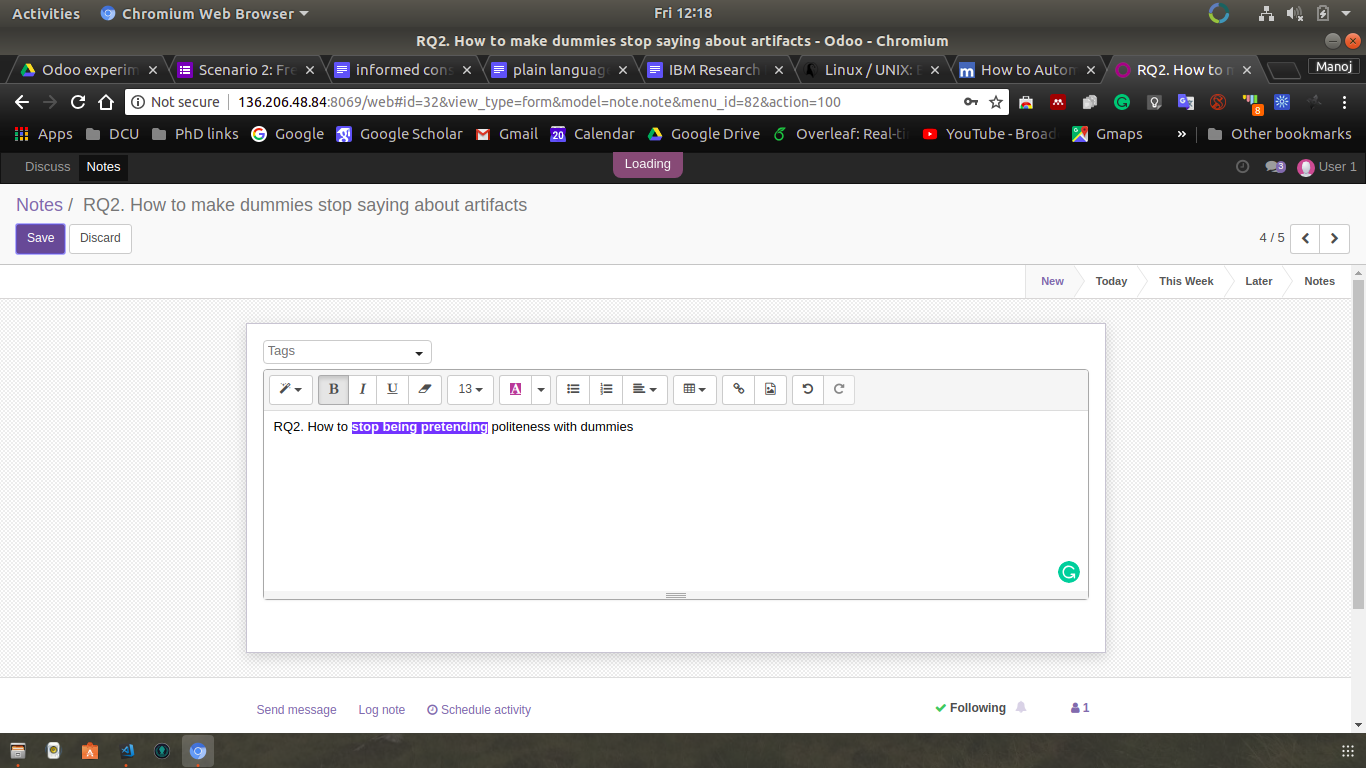 Activities Chromium Web Browser Fri 12:18
RQ2. How to make dummies stop saying about artifacts - Odoo - Chromium
Odoo experim Scenario 2: Fre informed cons plain language IBM Research Linux / UNIX: How to Autom RQ2. How to Manoj
Not secure 136.206.48.84:8069/web#id=32&view_type=form&model=note.note&menu_id=82&action=100 8
Apps DCU PhD links Google Google Scholar Gmail 20 Calendar Google Drive Overleaf: Real-ti YouTube - Broad Gmaps » Other bookmarks
Discuss Notes Loading 3 User 1
Notes / RQ2. How to make dummies stop saying about artifacts
Save Discard 4 / 5
New Today This Week Later Notes
Tags
B I U 13 A
RQ2. How to stop being pretending politeness with dummies
Send message Log note Schedule activity Following 1